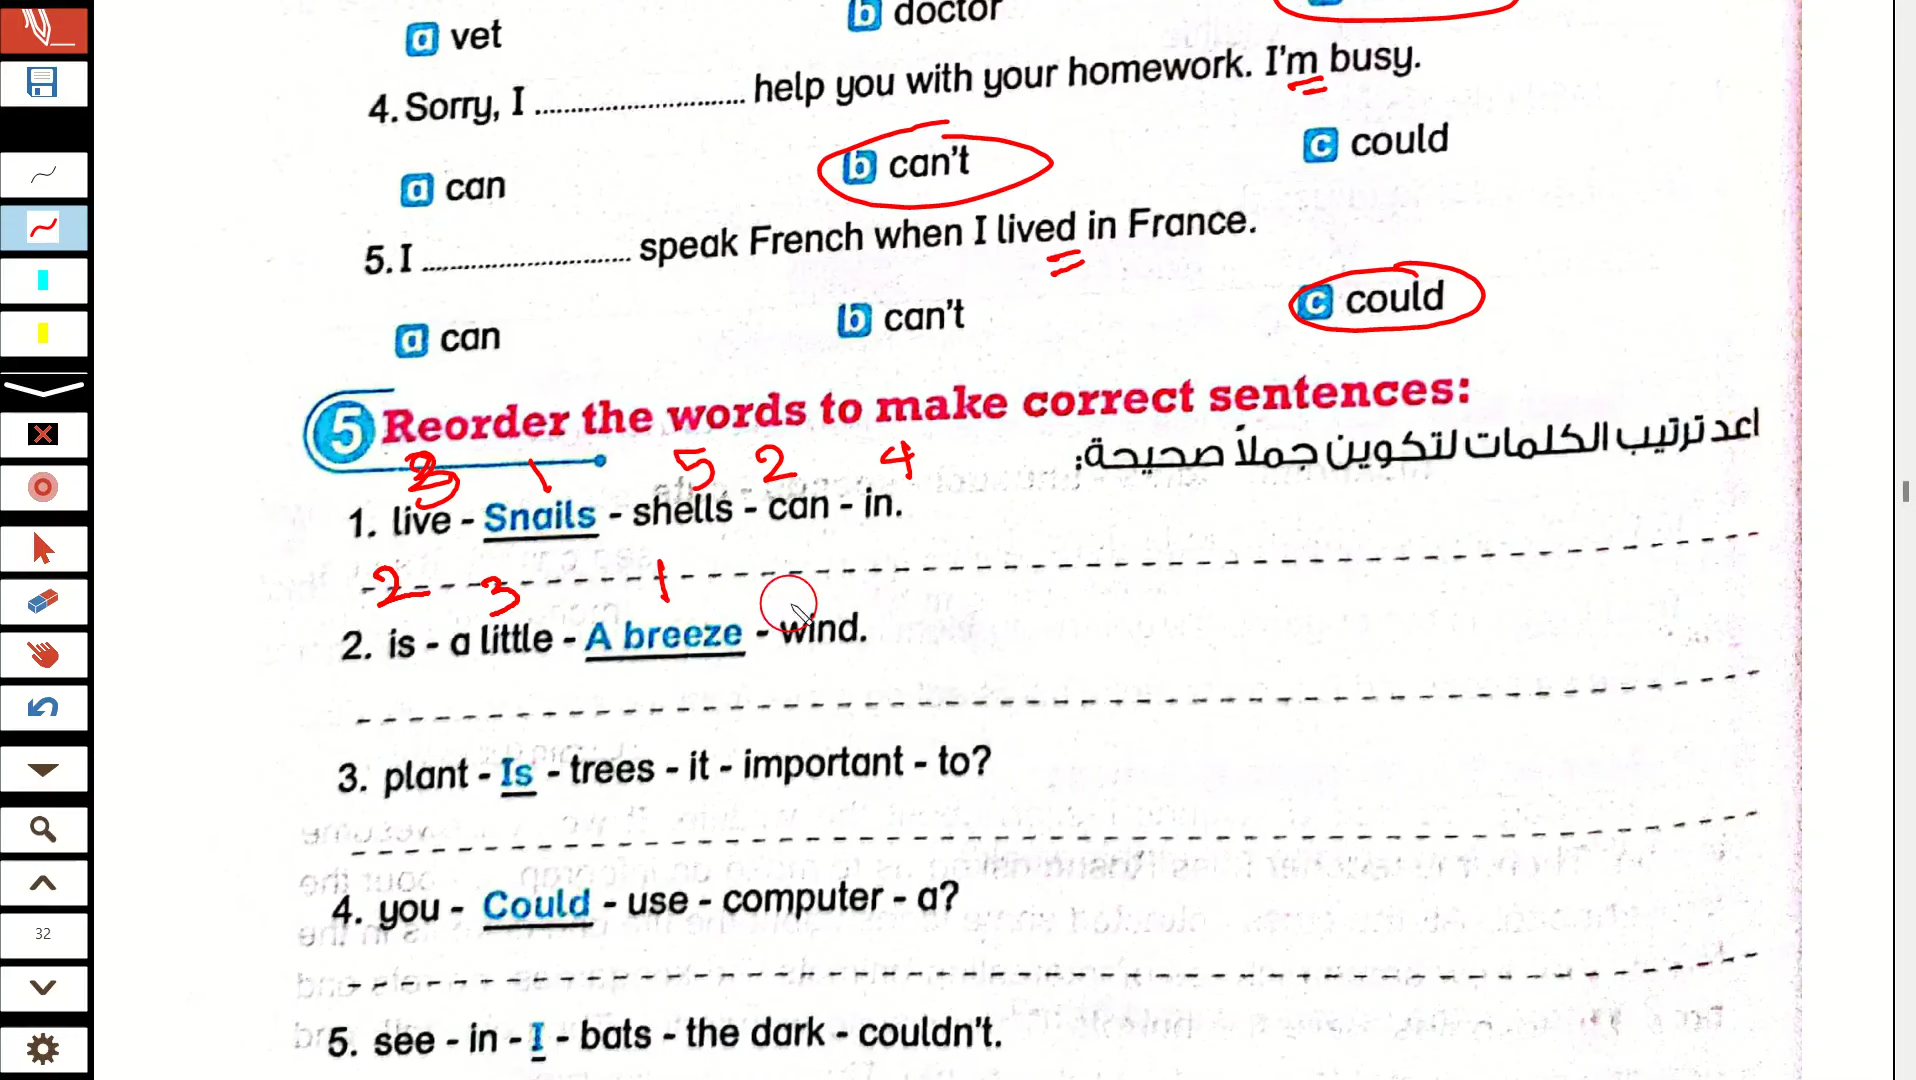 a vet
b doctor
4. Sorry, I .......................... help you with your homework. I'm busy.
a can
b can't
c could
5. I .......................... speak French when I lived in France.
a can
b can't
c could
5 Reorder the words to make correct sentences:
اعد ترتيب الكلمات لتكوين جملاً صحيحة:
3 1 5 2 4
1. live - Snails - shells - can - in.
2 3 1
2. is - a little - A breeze - wind.
3. plant - Is - trees - it - important - to?
4. you - Could - use - computer - a?
5. see - in - I - bats - the dark - couldn't.
32